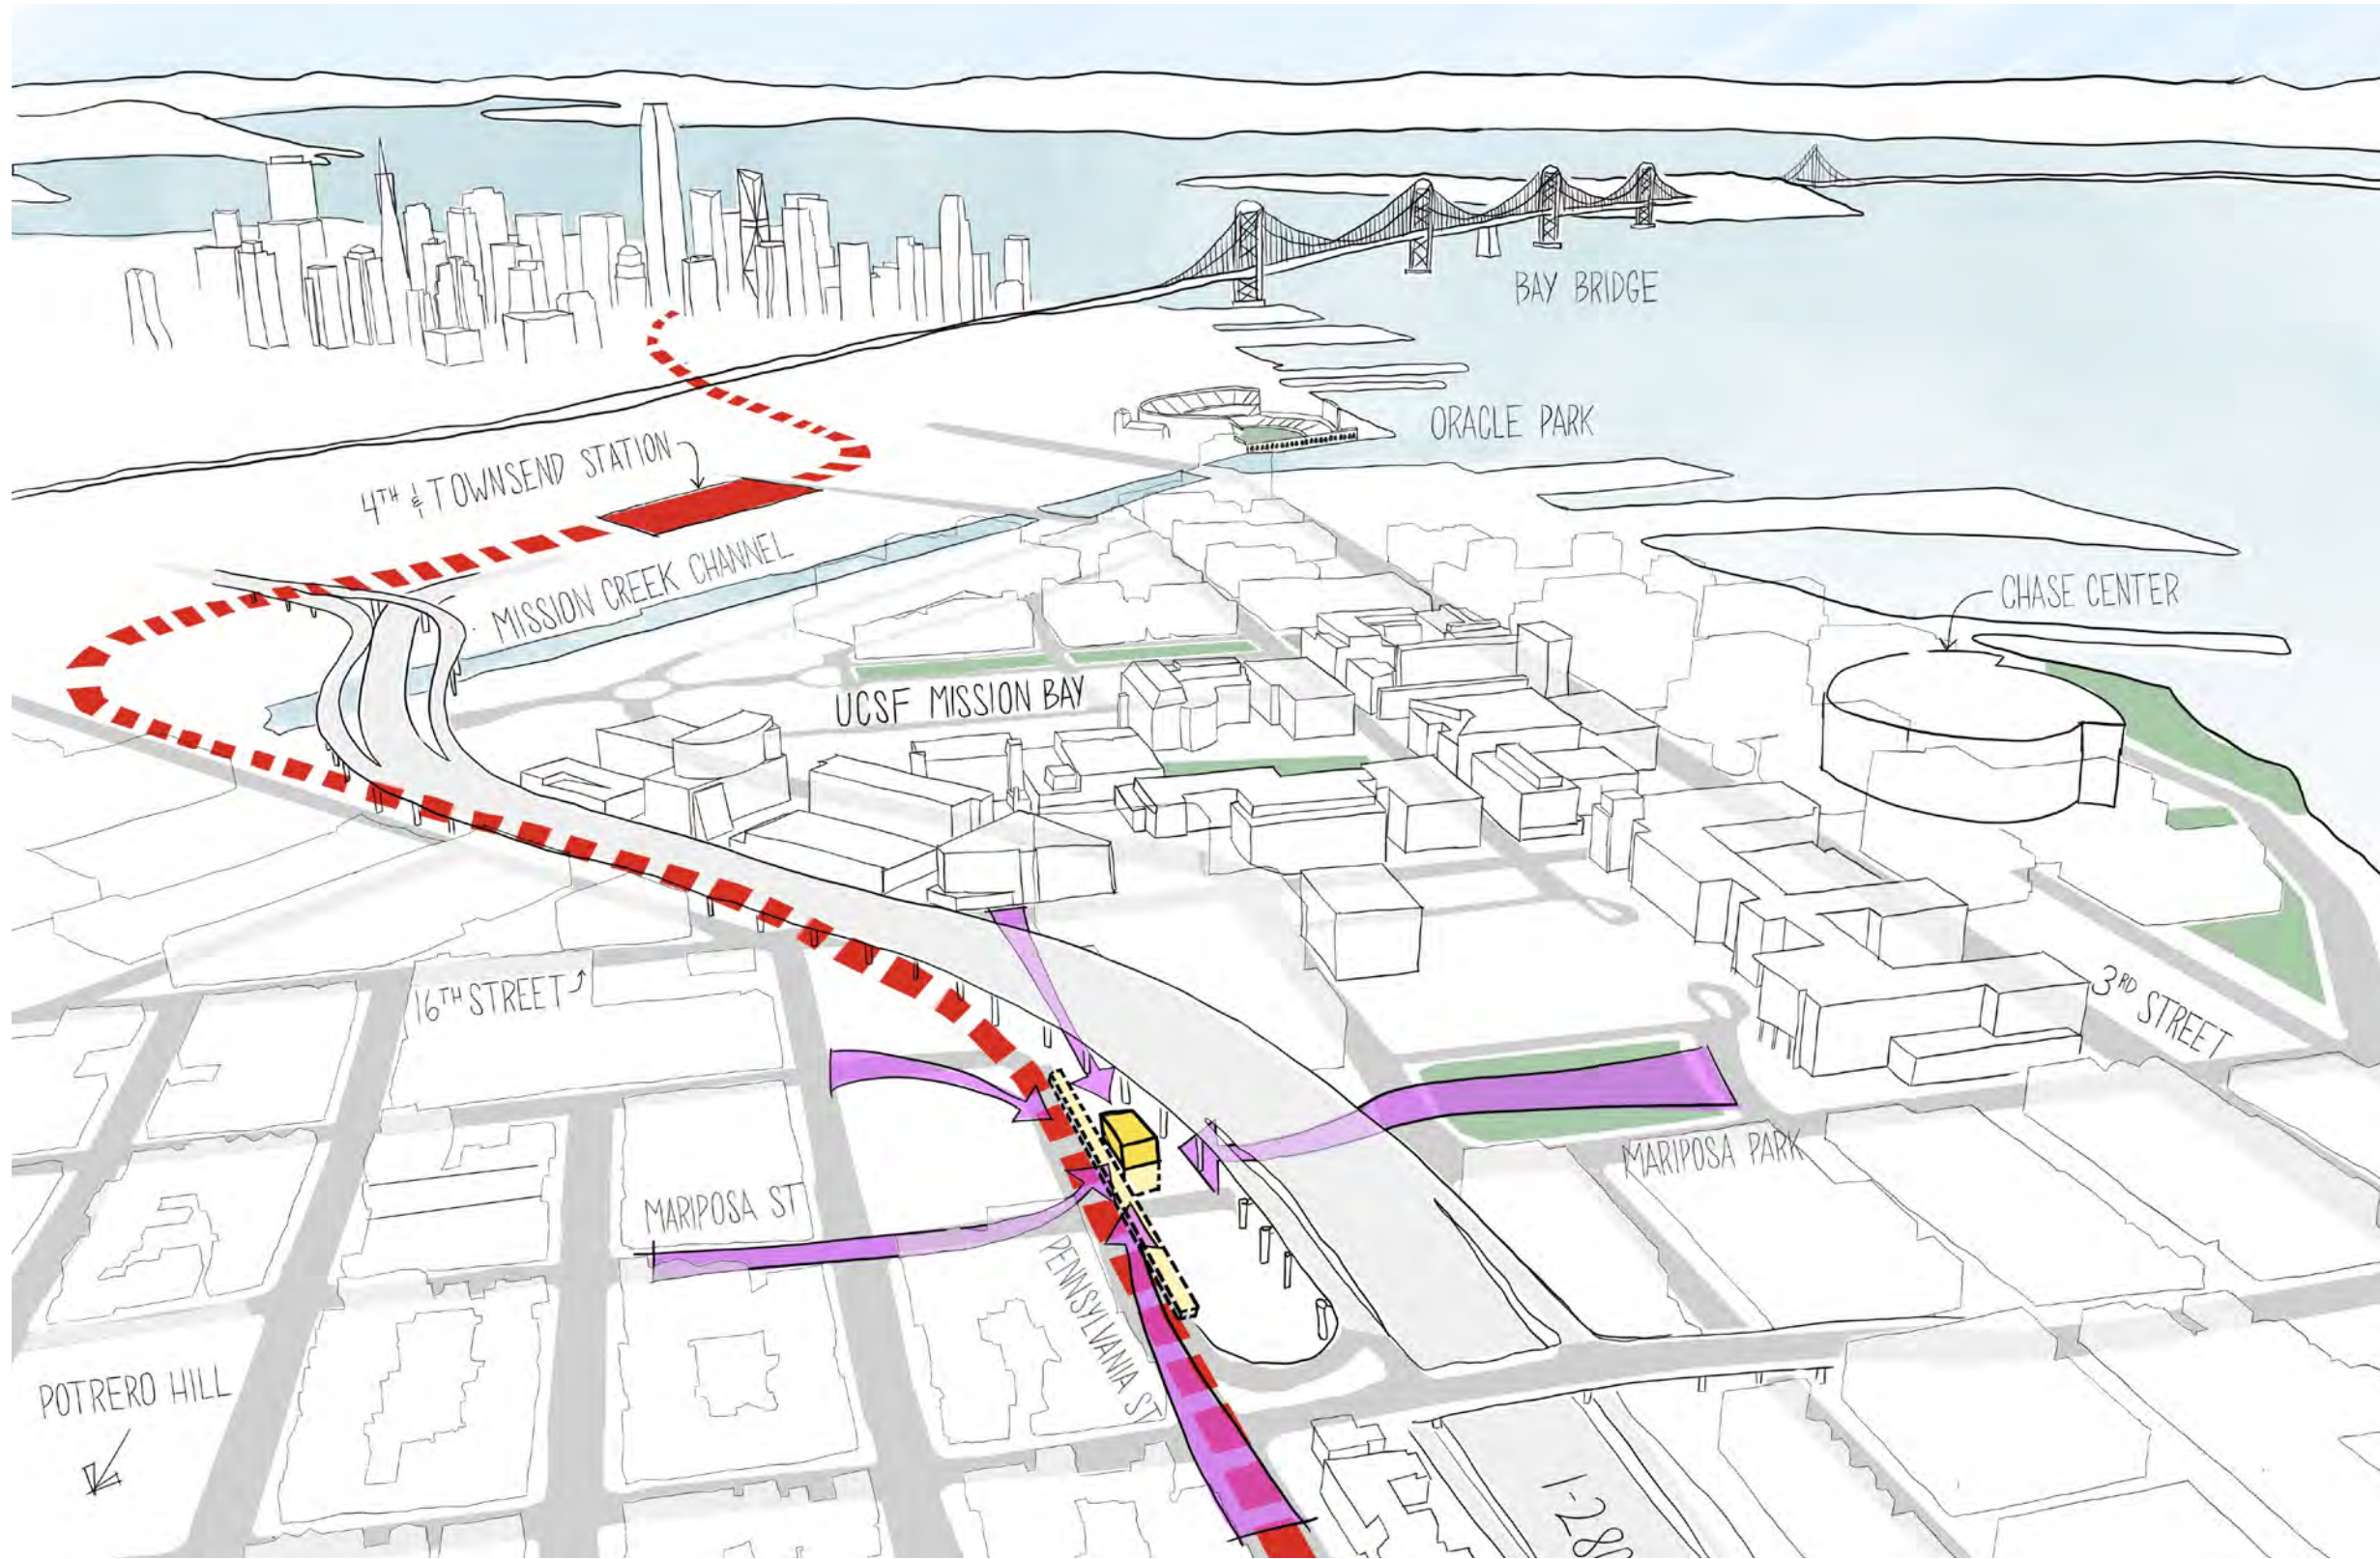 BAY BRIDGE
ORACLE PARK
4TH & TOWNSEND STATION
MISSION CREEK CHANNEL
CHASE CENTER
UCSF MISSION BAY
16TH STREET
3RD STREET
MARIPOSA PARK
MARIPOSA ST
PENNSYLVANIA ST
POTRERO HILL
I-280